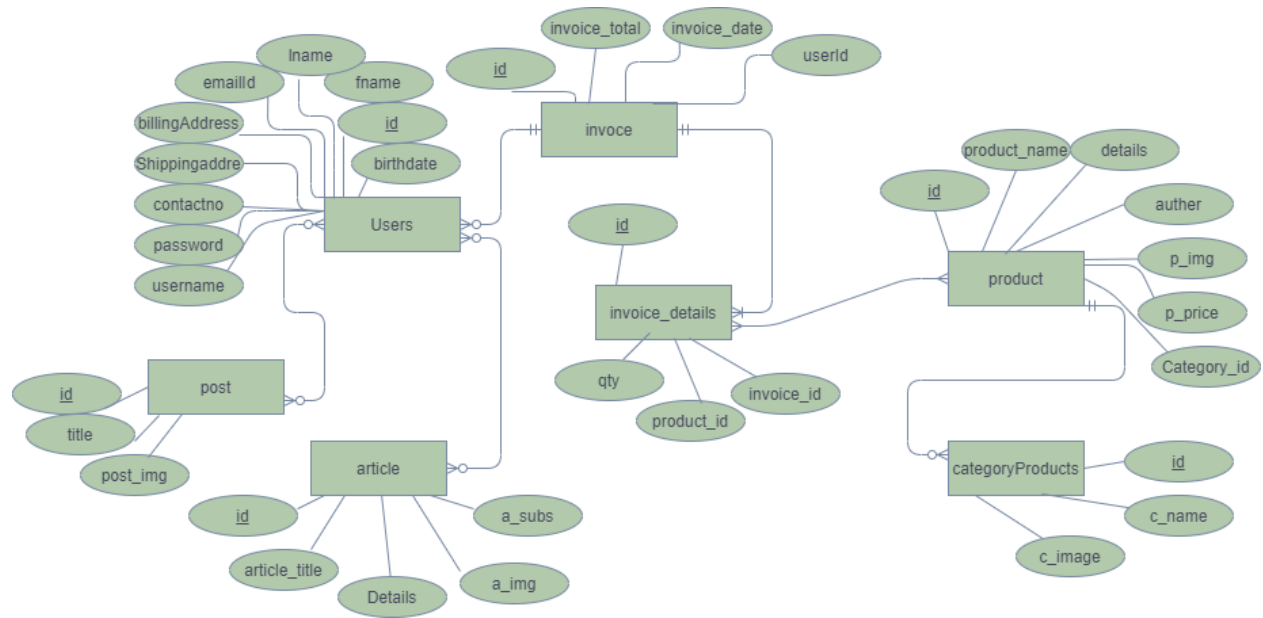 invoice_total
invoice_date
lname
userId
id
emailId
fname
billingAddress
id
invoce
product_name
details
Shippingaddre
birthdate
id
contactno
auther
Users
id
password
p_img
username
product
invoice_details
p_price
post
Category_id
qty
invoice_id
id
product_id
title
post_img
article
categoryProducts
id
id
a_subs
c_name
article_title
c_image
a_img
Details